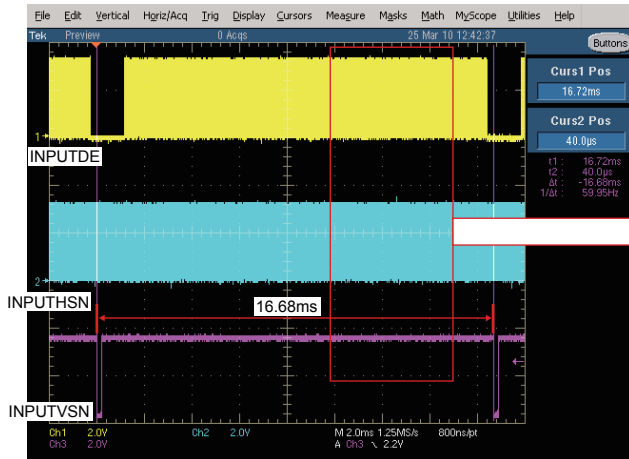 File Edit Vertical Horiz/Acq Trig Display Cursors Measure Masks Math MyScope Utilities Help
Tek Preview 0 Acqs 25 Mar 10 12:42:37
Buttons
Curs1 Pos
16.72ms
Curs2 Pos
40.0µs
t1 : 16.72ms
t2 : 40.0µs
Δt : -16.68ms
1/Δt : 59.95Hz
1
INPUTDE
2
INPUTHSN
16.68ms
INPUTVSN
Ch1 2.0V Ch2 2.0V M 2.0ms 1.25MS/s 800ns/pt
Ch3 2.0V A Ch3 \ 2.2V